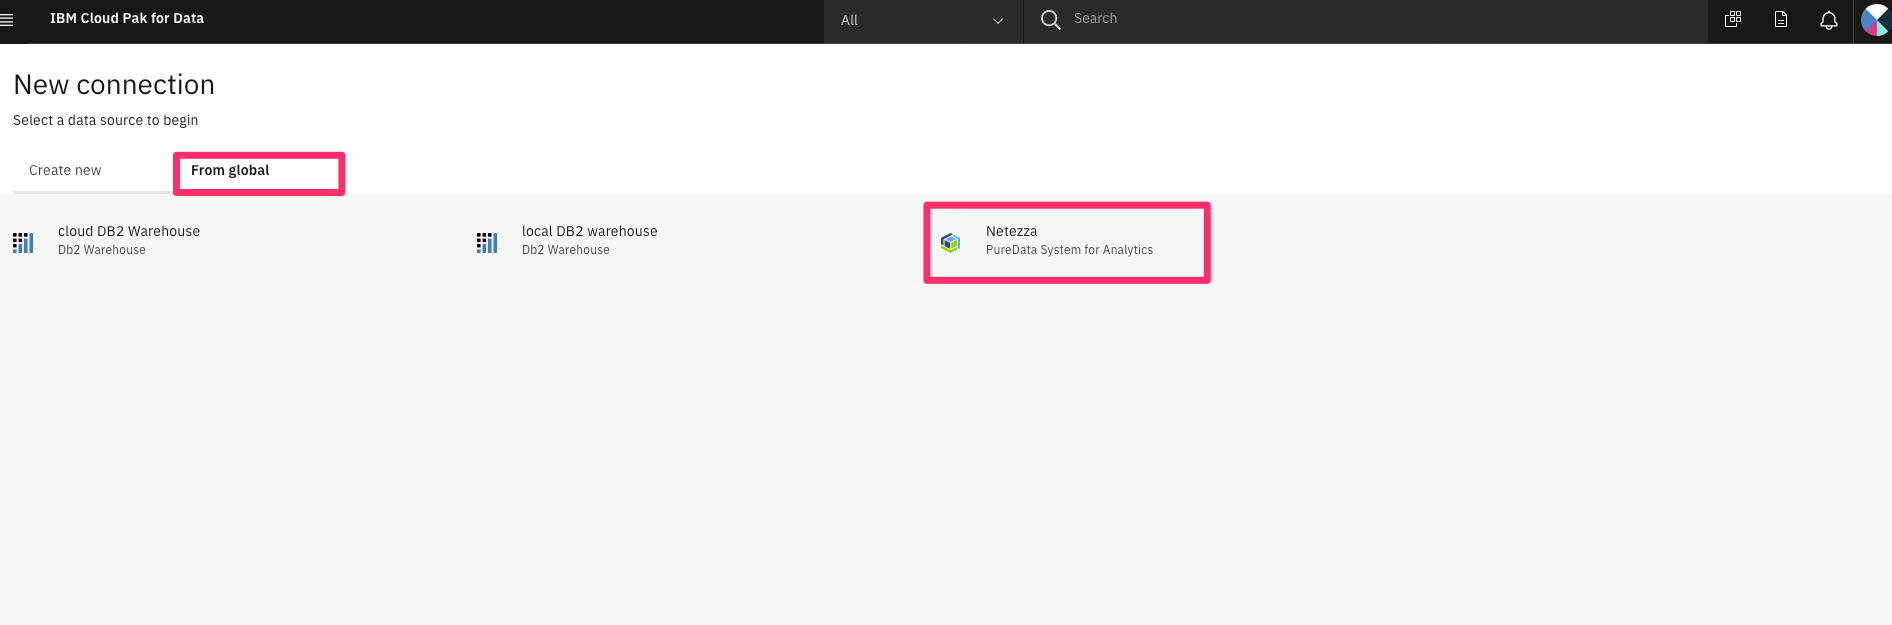 IBM Cloud Pak for Data
All
Search
New connection
Select a data source to begin
Create new
From global
cloud DB2 Warehouse
Db2 Warehouse
local DB2 warehouse
Db2 Warehouse
Netezza
PureData System for Analytics